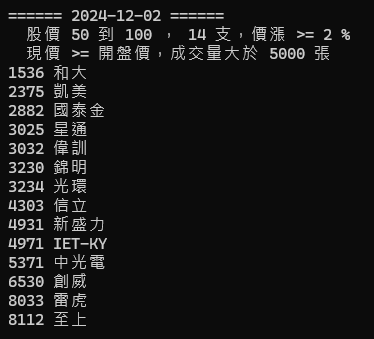 ====== 2024-12-02 ======
股價 50 到 100 , 14 支,價漲 >= 2 %
現價 >= 開盤價,成交量大於 5000 張
1536 和大
2375 凱美
2882 國泰金
3025 星通
3032 偉訓
3230 錦明
3234 光環
4303 信立
4931 新盛力
4971 IET-KY
5371 中光電
6530 創威
8033 雷虎
8112 至上